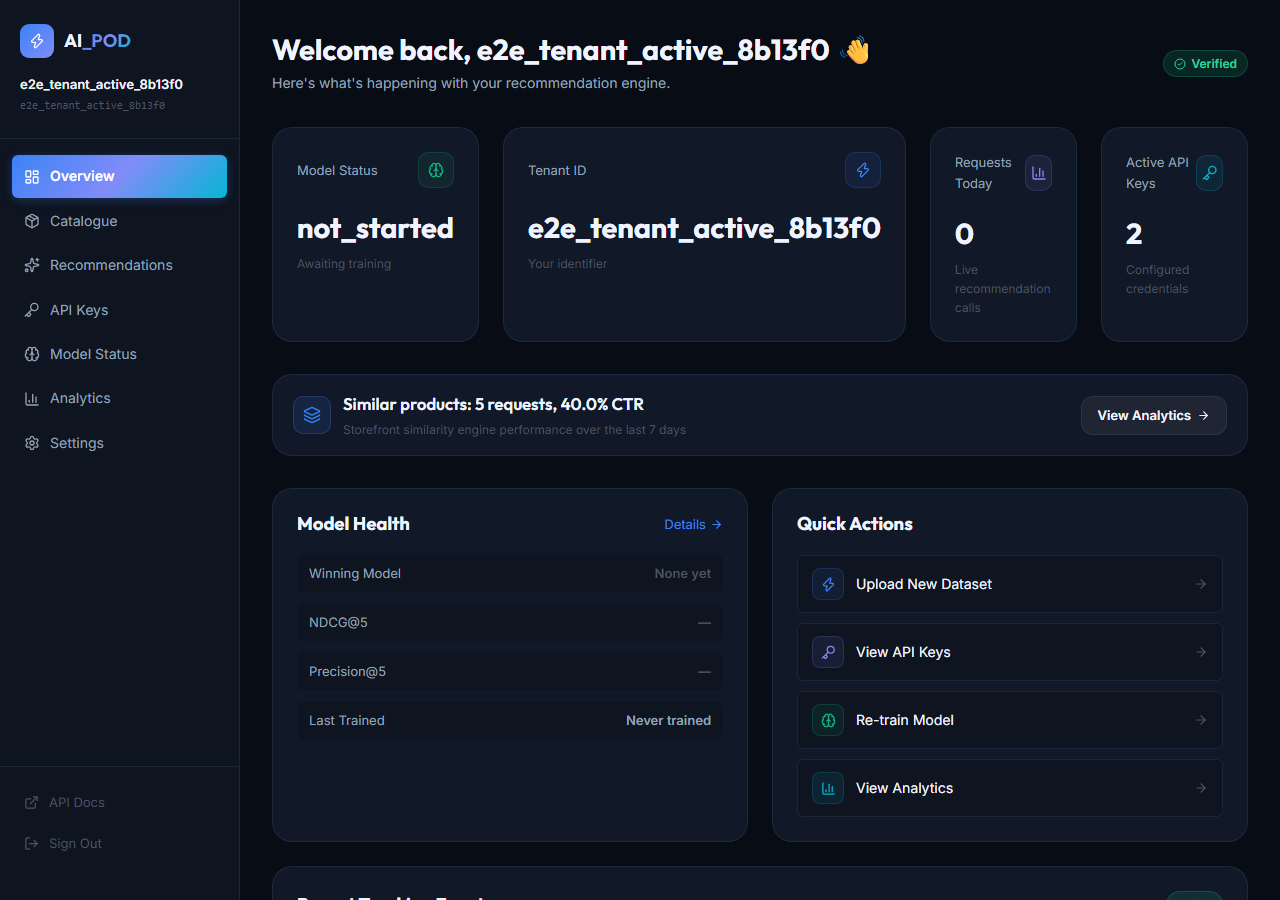 AI_POD
e2e_tenant_active_8b13f0
e2e_tenant_active_8b13f0
Overview
Catalogue
Recommendations
API Keys
Model Status
Analytics
Settings
API Docs
Sign Out
Welcome back, e2e_tenant_active_8b13f0 👋
Here's what's happening with your recommendation engine.
Verified
Model Status
not_started
Awaiting training
Tenant ID
e2e_tenant_active_8b13f0
Your identifier
Requests
Today
0
Live
recommendation
calls
Active API
Keys
2
Configured
credentials
Similar products: 5 requests, 40.0% CTR
Storefront similarity engine performance over the last 7 days
View Analytics →
Model Health
Details →
Winning Model None yet
NDCG@5 —
Precision@5 —
Last Trained Never trained
Quick Actions
Upload New Dataset →
View API Keys →
Re-train Model →
View Analytics →